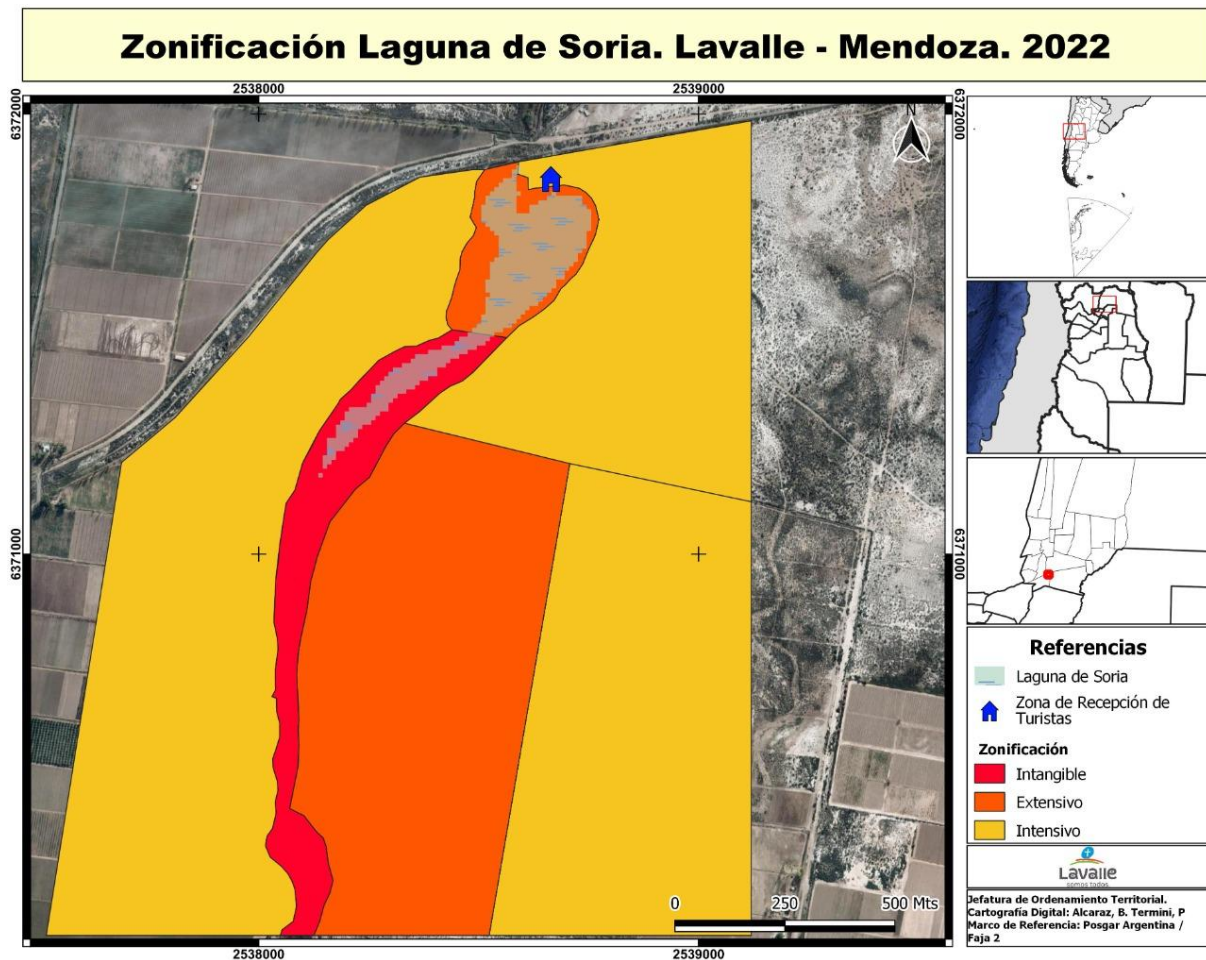 Zonificación Laguna de Soria. Lavalle - Mendoza. 2022
2538000
2539000
6372000
6372000
N
6371000
6371000
0
250
500 Mts
2538000
2539000
Referencias
Laguna de Soria
Zona de Recepción de
Turistas
Zonificación
Intangible
Extensivo
Intensivo
Lavalle
somos todos.
Jefatura de Ordenamiento Territorial.
Cartografía Digital: Alcaraz, B. Termini, P
Marco de Referencia: Posgar Argentina /
Faja 2